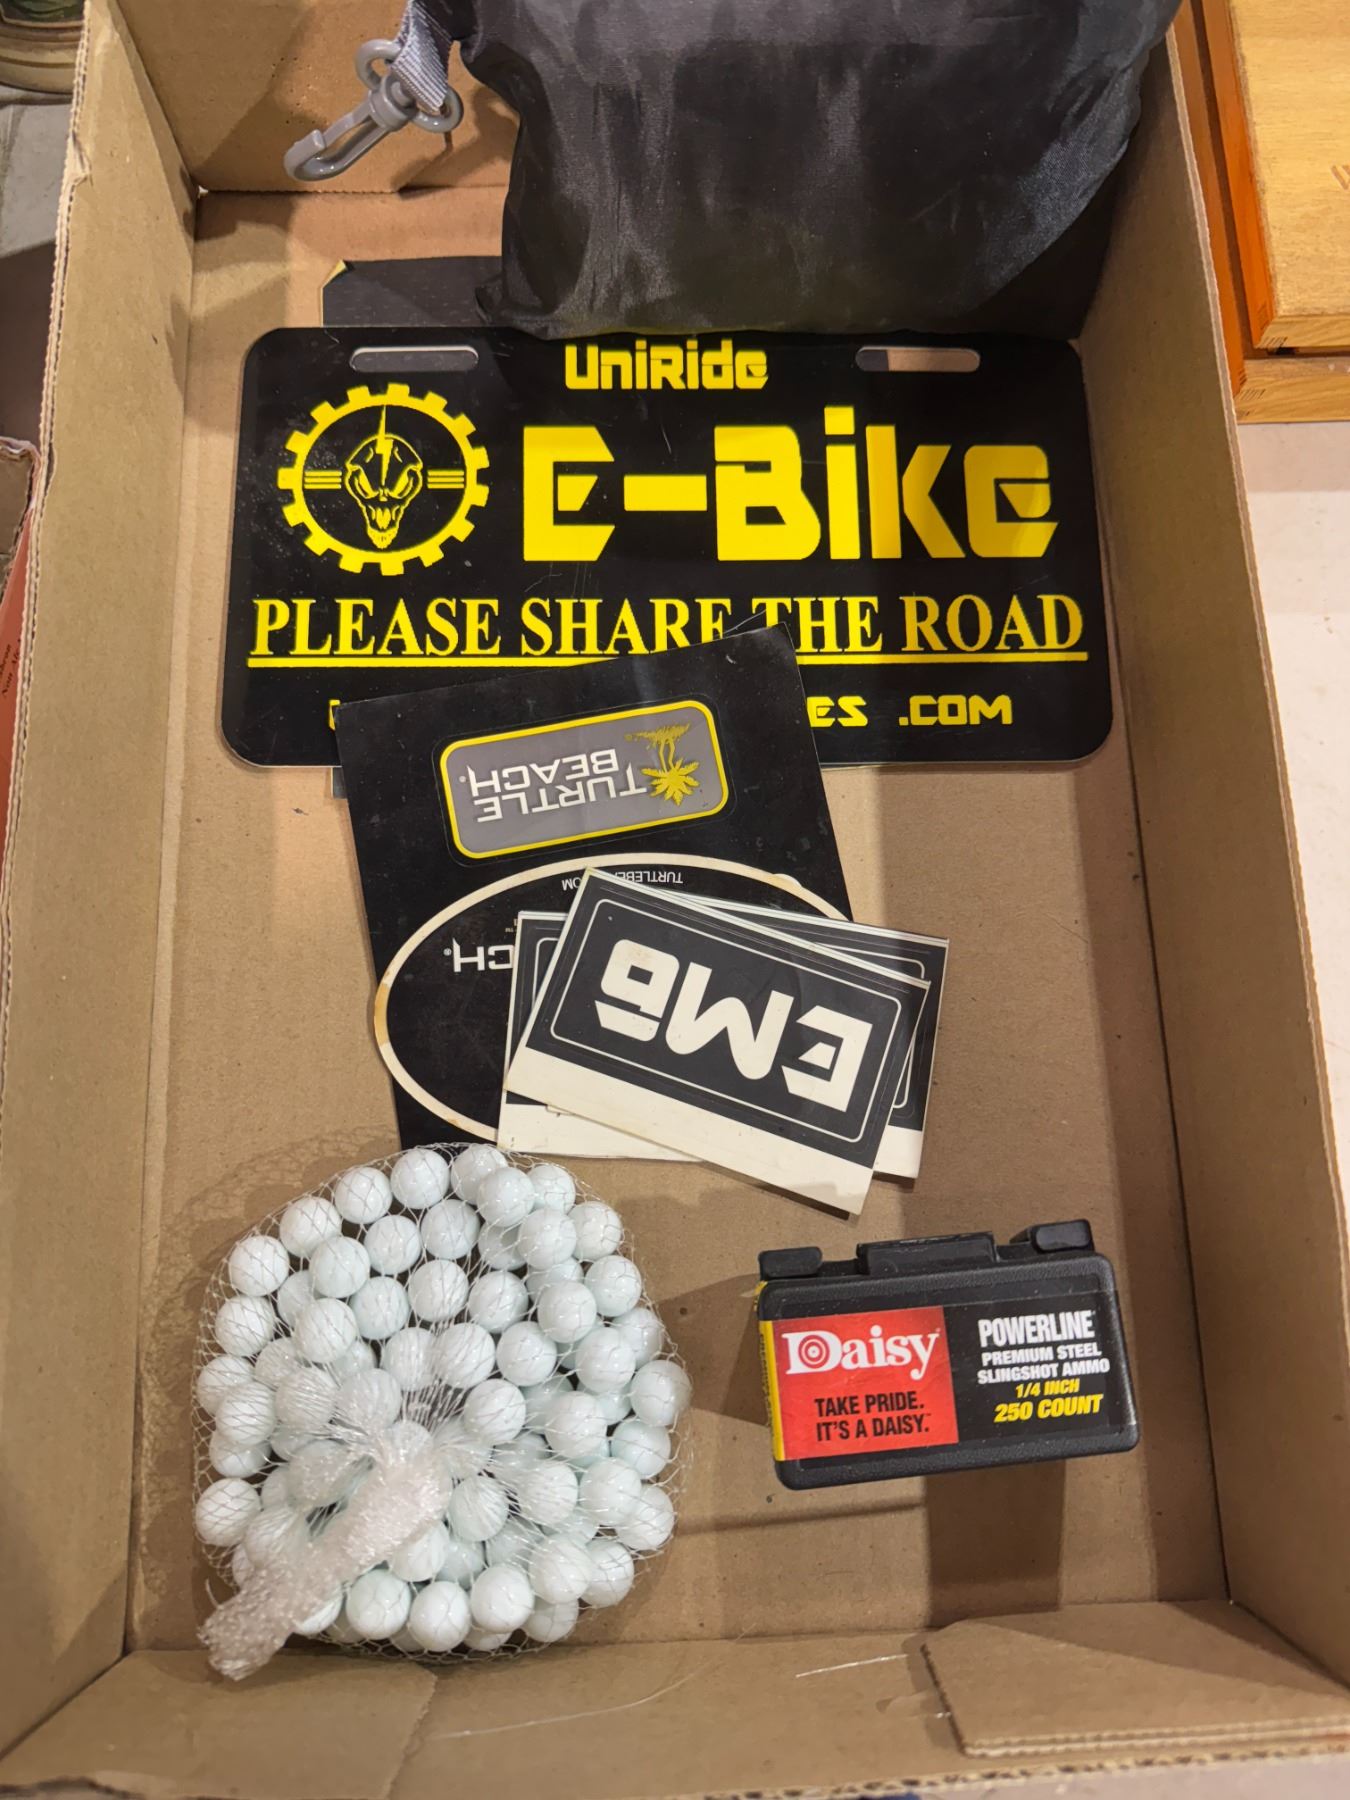 UniRide
E-Bike
PLEASE SHARE THE ROAD
.COM
TURTLE
BEACH®
EMG
Daisy
TAKE PRIDE.
IT'S A DAISY.™
POWERLINE®
PREMIUM STEEL
SLINGSHOT AMMO
1/4 INCH
250 COUNT